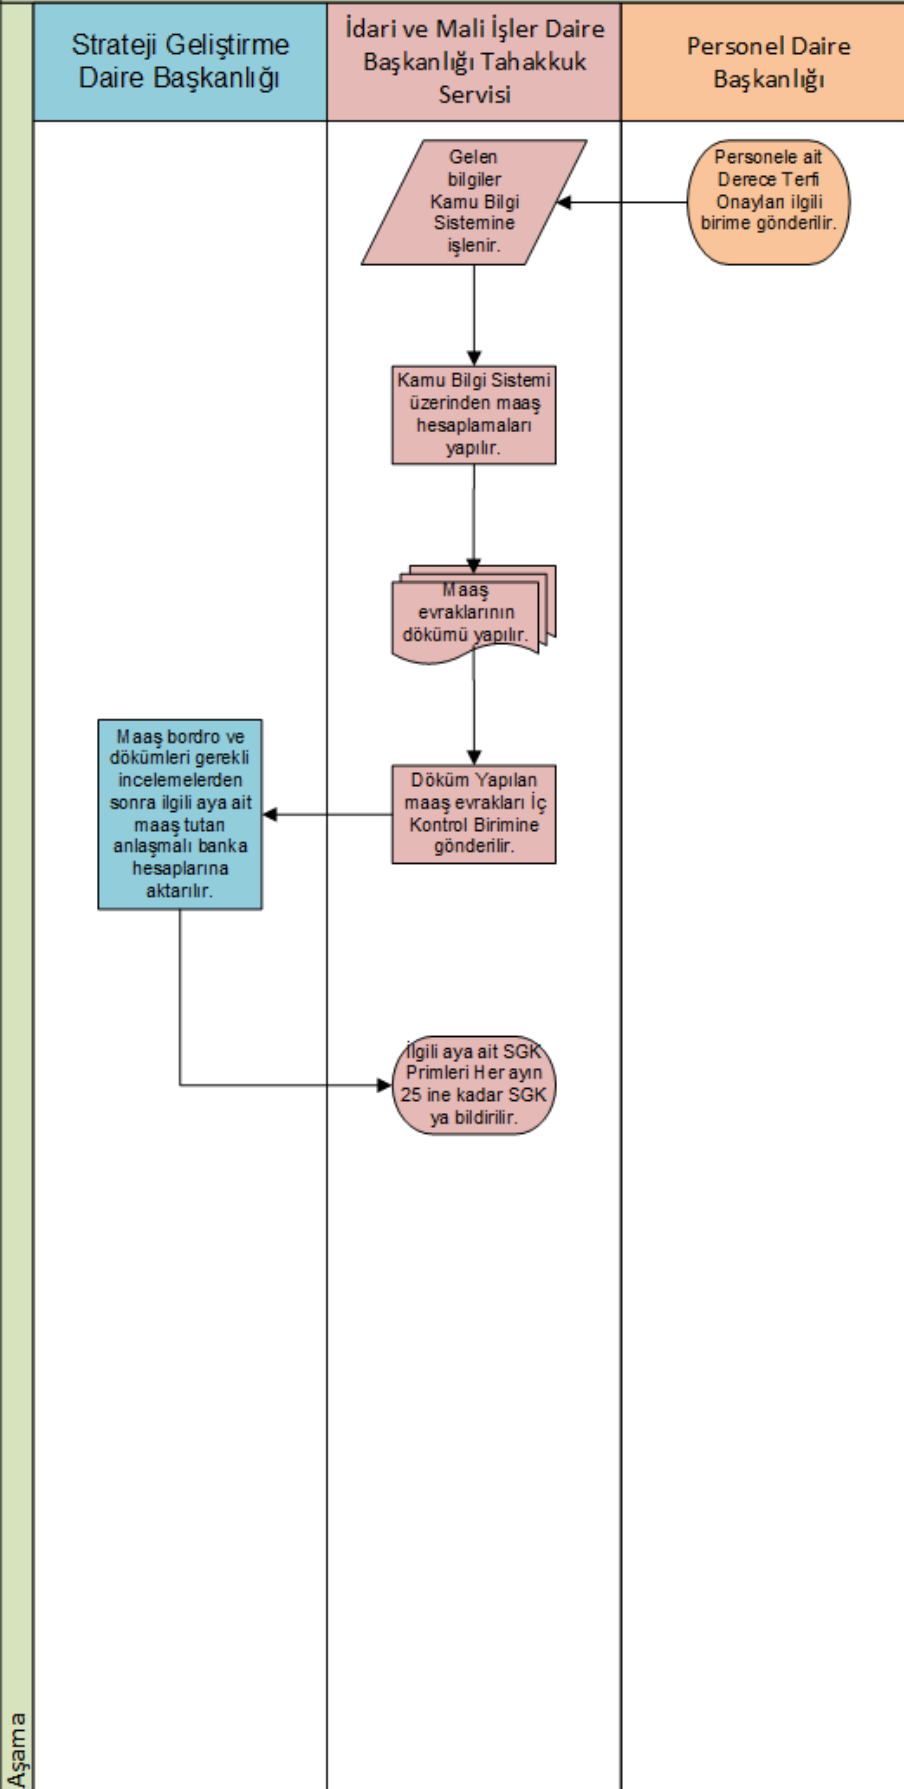 Strateji Geliştirme
Daire Başkanlığı
İdari ve Mali İşler Daire
Başkanlığı Tahakkuk
Servisi
Personel Daire
Başkanlığı
Gelen
bilgiler
Kamu Bilgi
Sistemine
işlenir.
Personele ait
Derece Terfi
Onayları ilgili
birime gönderilir.
Kamu Bilgi Sistemi
üzerinden maaş
hesaplamaları
yapılır.
Maaş
evraklarının
dökümü yapılır.
Döküm Yapılan
maaş evrakları İç
Kontrol Birimine
gönderilir.
Maaş bordro ve
dökümleri gerekli
incelemelerden
sonra ilgili aya ait
maaş tutarı
anlaşmalı banka
hesaplarına
aktarılır.
İlgili aya ait SGK
Primleri Her ayın
25 ine kadar SGK
ya bildirilir.
Aşama